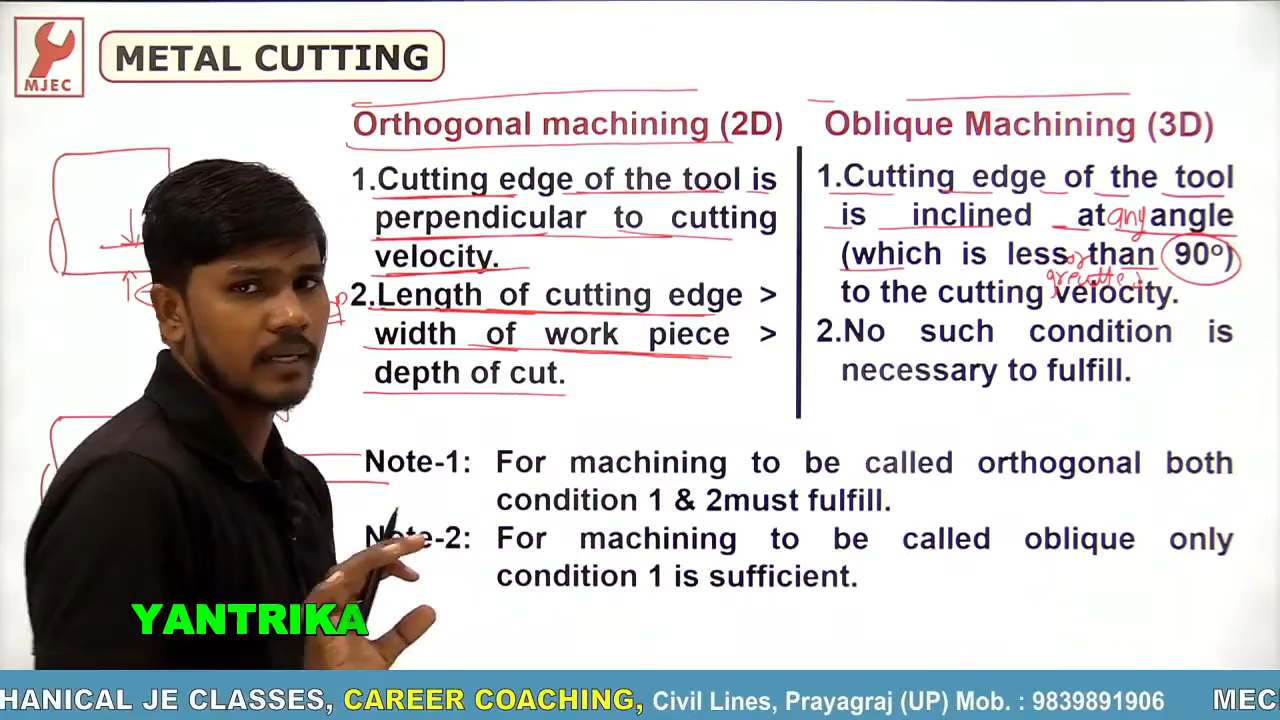 MJEC
METAL CUTTING
Orthogonal machining (2D)
1.Cutting edge of the tool is
perpendicular to cutting
velocity.
2.Length of cutting edge >
width of work piece >
depth of cut.
Oblique Machining (3D)
1.Cutting edge of the tool
is inclined at any angle
(which is less or than 90º)
greatter
to the cutting velocity.
2.No such condition is
necessary to fulfill.
Note-1: For machining to be called orthogonal both
condition 1 & 2must fulfill.
Note-2: For machining to be called oblique only
condition 1 is sufficient.
YANTRIKA
HANICAL JE CLASSES, CAREER COACHING, Civil Lines, Prayagraj (UP) Mob. : 9839891906 MEC